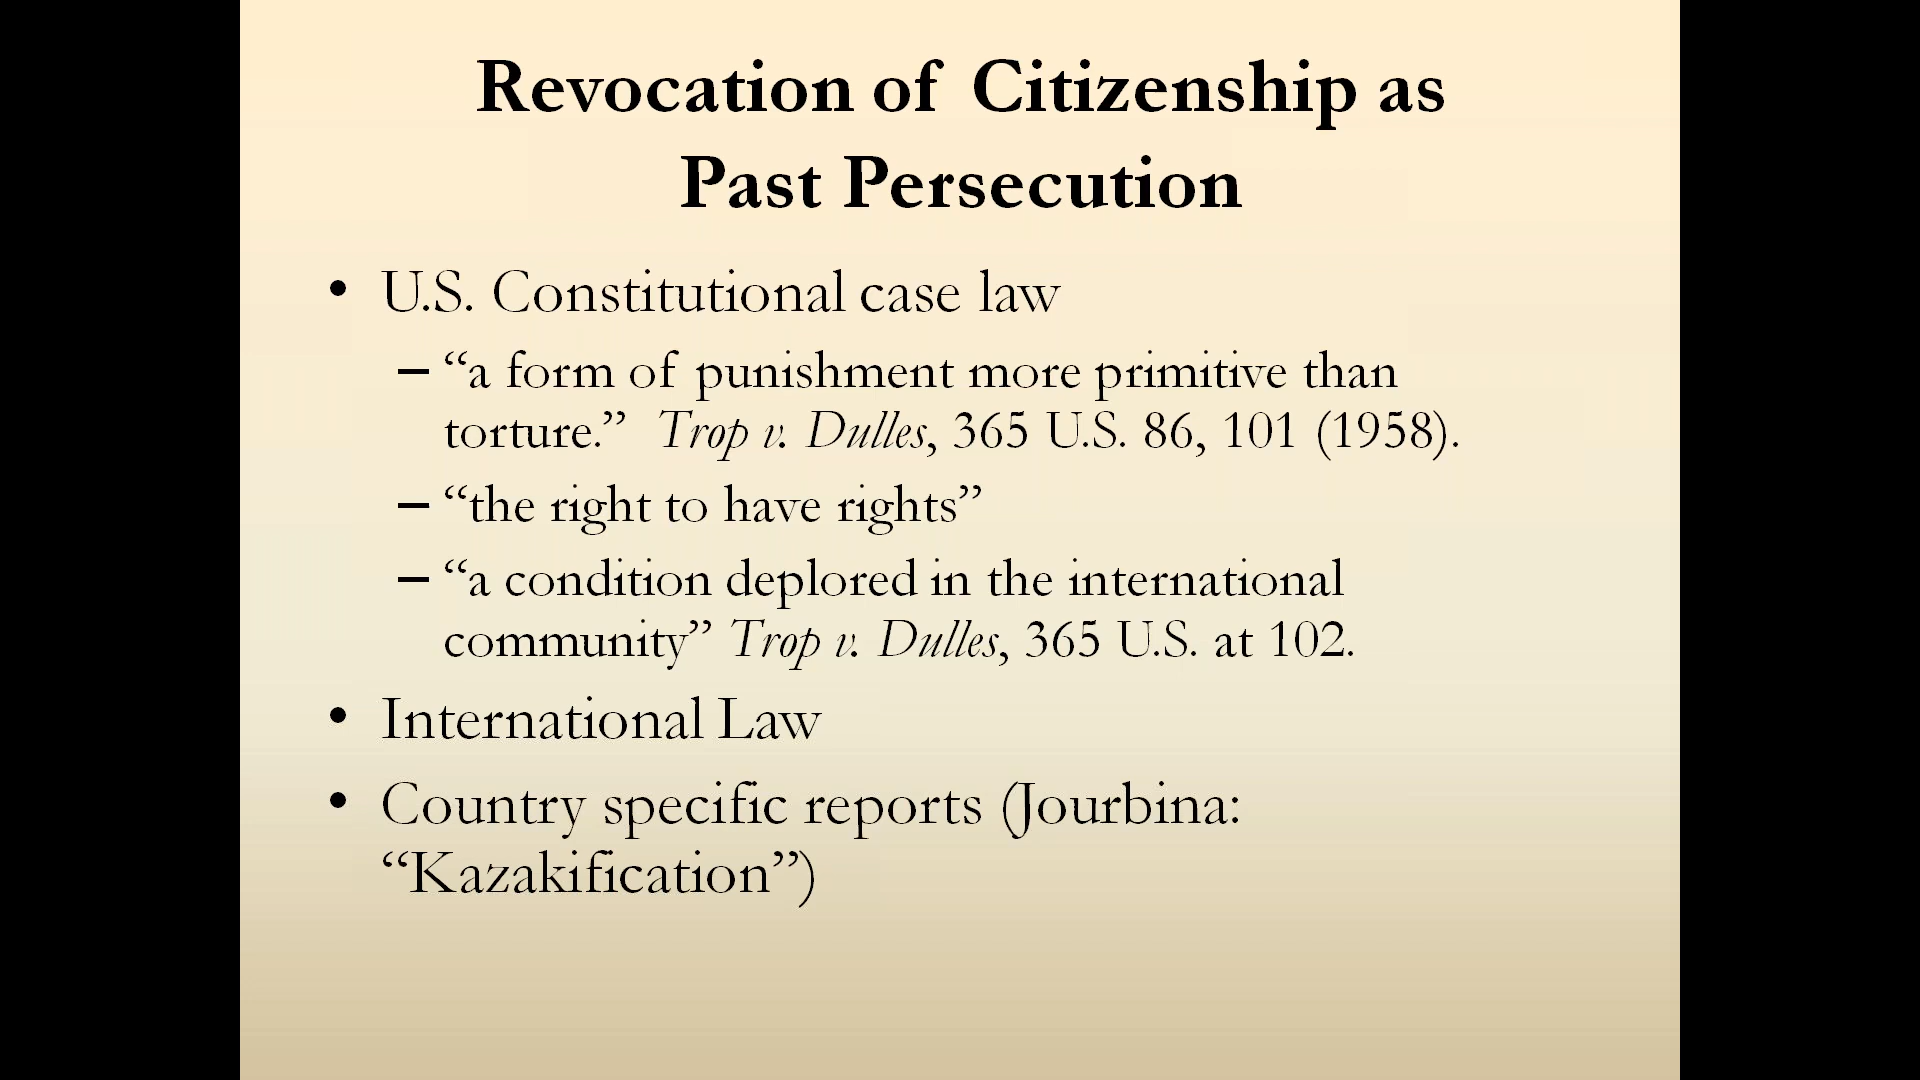 Revocation of Citizenship as
Past Persecution
• U.S. Constitutional case law
– “a form of punishment more primitive than
torture.” Trop v. Dulles, 365 U.S. 86, 101 (1958).
– “the right to have rights”
– “a condition deplored in the international
community” Trop v. Dulles, 365 U.S. at 102.
• International Law
• Country specific reports (Jourbina:
“Kazakification”)